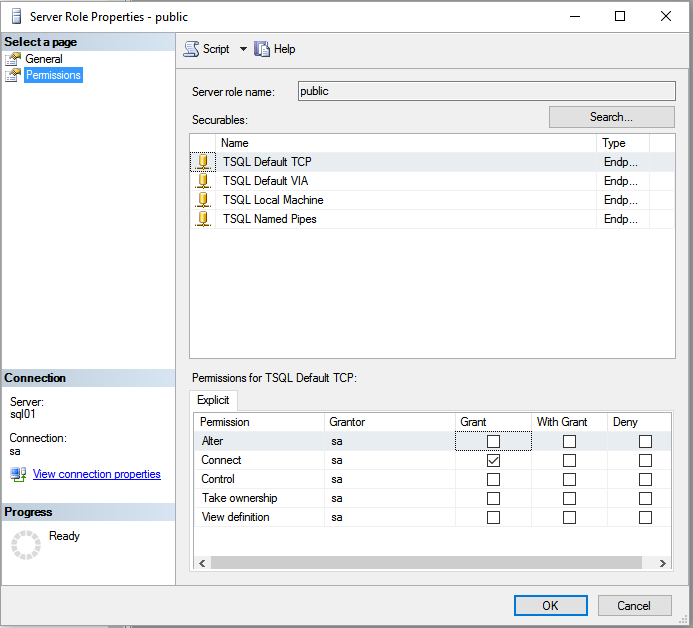 Server Role Properties - public
Select a page
General
Permissions
Script Help
Server role name: public
Securables: Search...
Name Type
TSQL Default TCP Endp...
TSQL Default VIA Endp...
TSQL Local Machine Endp...
TSQL Named Pipes Endp...
Connection
Server:
sql01
Connection:
sa
View connection properties
Progress
Ready
Permissions for TSQL Default TCP:
Explicit
Permission Grantor Grant With Grant Deny
Alter sa
Connect sa
Control sa
Take ownership sa
View definition sa
OK Cancel